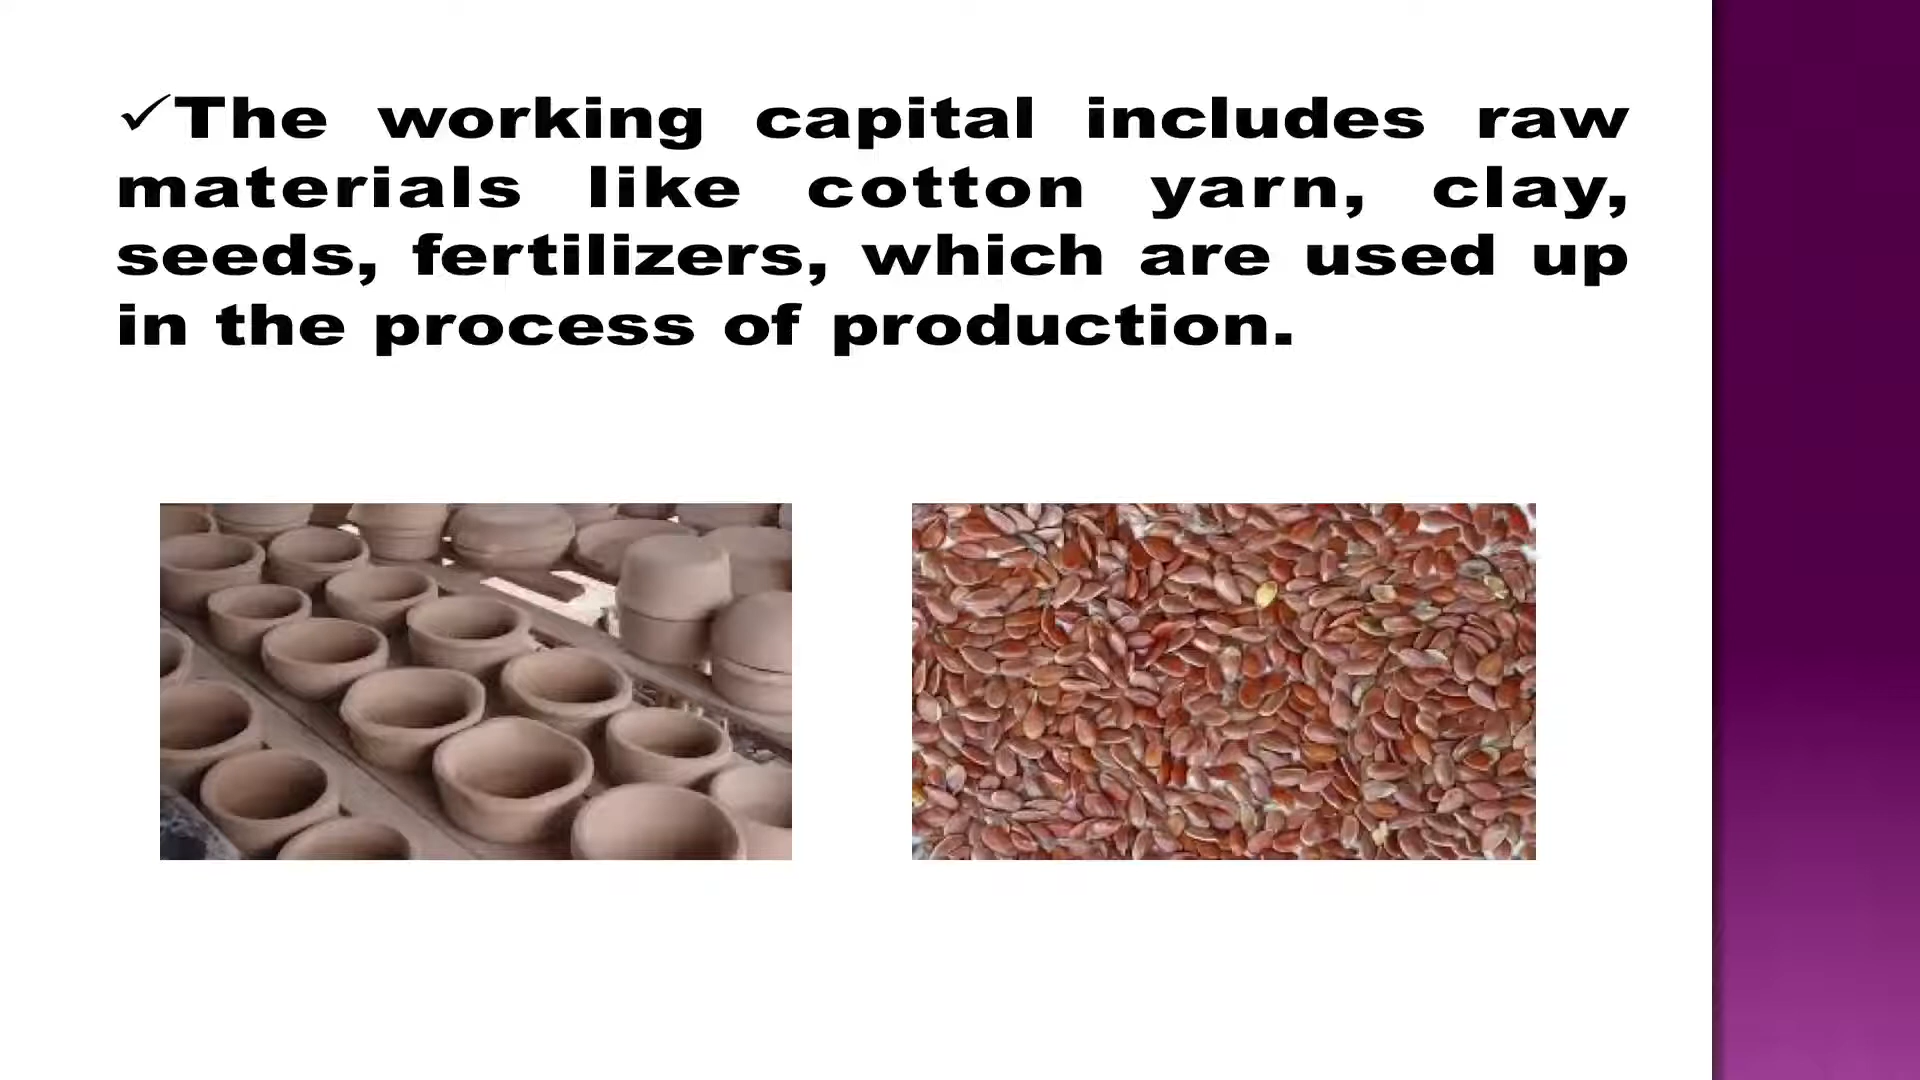 ✓The working capital includes raw
materials like cotton yarn, clay,
seeds, fertilizers, which are used up
in the process of production.